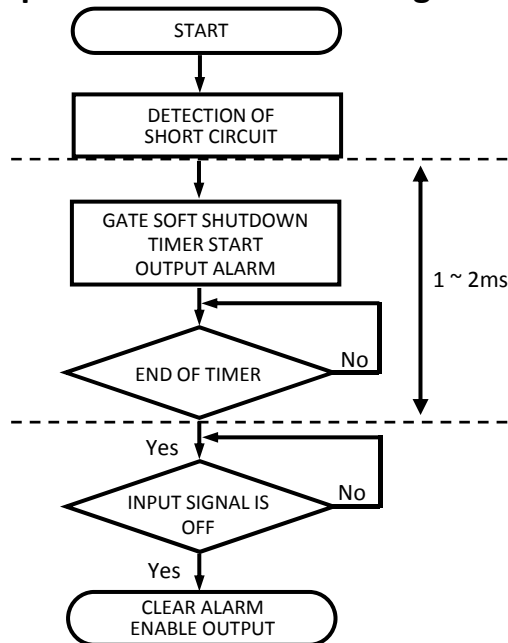 START
DETECTION OF
SHORT CIRCUIT
GATE SOFT SHUTDOWN
TIMER START
OUTPUT ALARM
1 ~ 2ms
END OF TIMER
No
Yes
INPUT SIGNAL IS
OFF
No
Yes
CLEAR ALARM
ENABLE OUTPUT